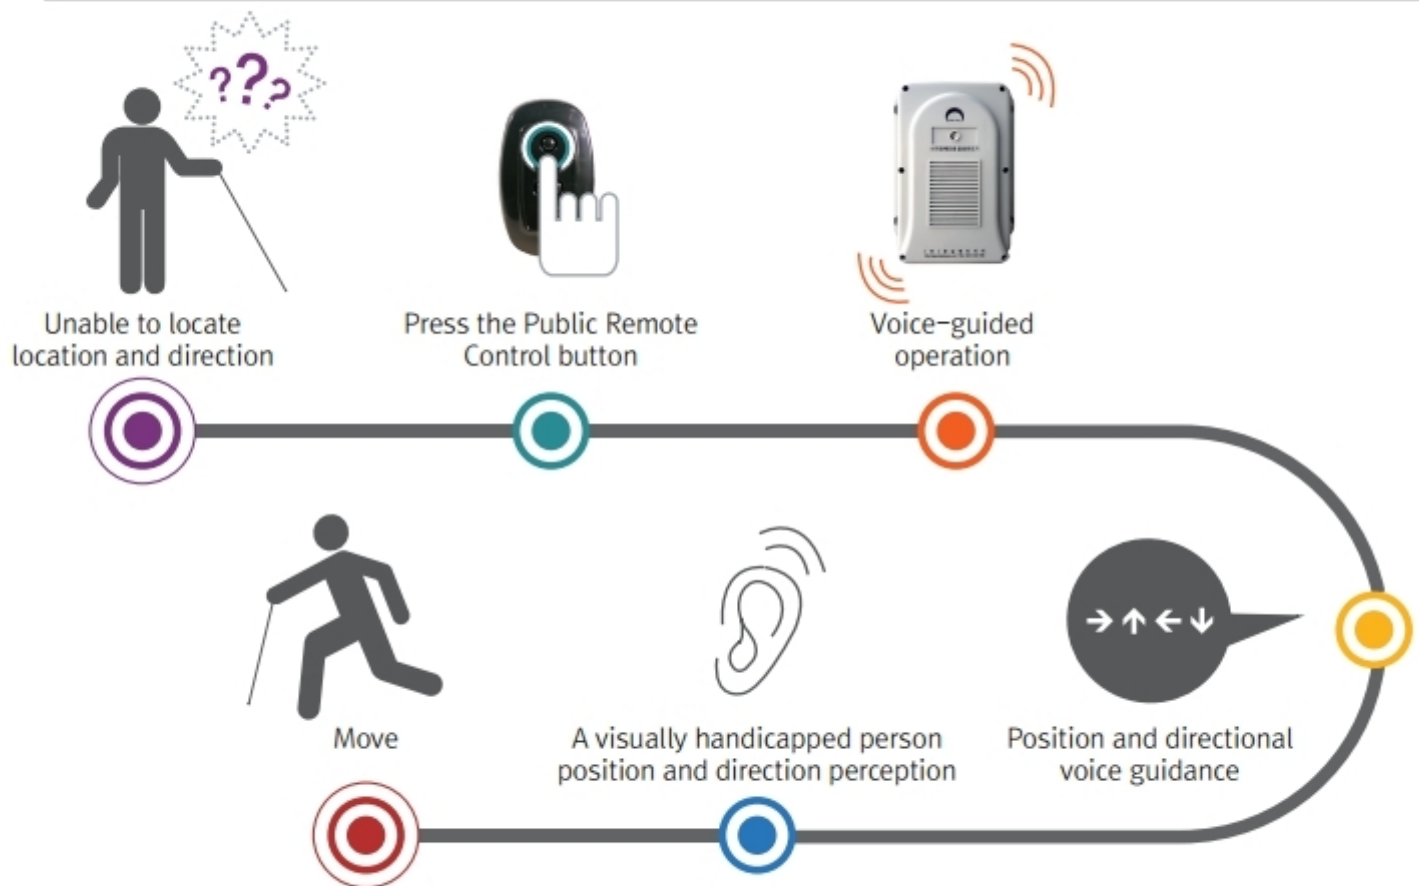 ???
Unable to locate
location and direction
Press the Public Remote
Control button
Voice-guided
operation
Position and directional
voice guidance
A visually handicapped person
position and direction perception
Move